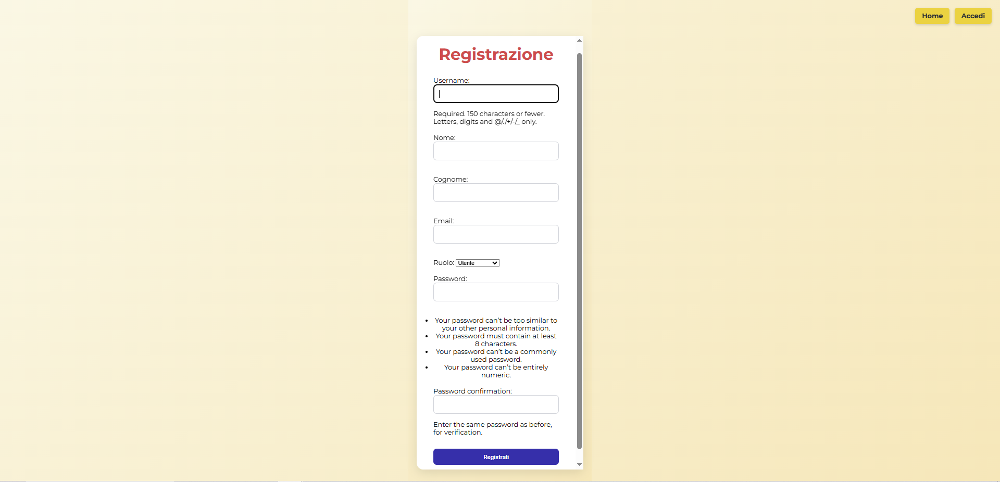 Home Accedi
Registrazione
Username:
Required. 150 characters or fewer.
Letters, digits and @/./+/-/_ only.
Nome:
Cognome:
Email:
Ruolo: Utente
Password:
• Your password can’t be too similar to
your other personal information.
• Your password must contain at least
8 characters.
• Your password can’t be a commonly
used password.
• Your password can’t be entirely
numeric.
Password confirmation:
Enter the same password as before,
for verification.
Registrati